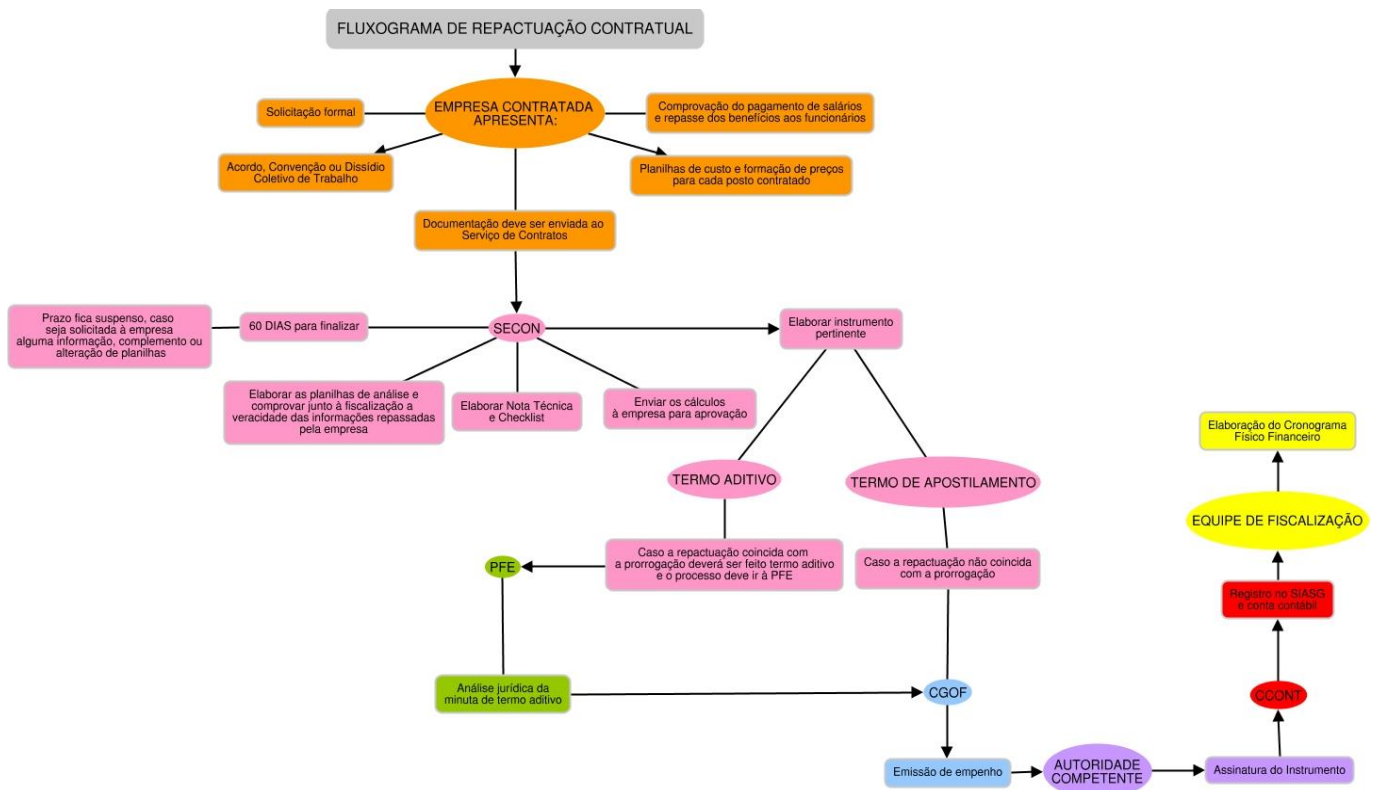 FLUXOGRAMA DE REPACTUAÇÃO CONTRATUAL
EMPRESA CONTRATADA
APRESENTA:
Solicitação formal
Comprovação do pagamento de salários
e repasse dos benefícios aos funcionários
Acordo, Convenção ou Dissídio
Coletivo de Trabalho
Planilhas de custo e formação de preços
para cada posto contratado
Documentação deve ser enviada ao
Serviço de Contratos
Prazo fica suspenso, caso
seja solicitada à empresa
alguma informação, complemento ou
alteração de planilhas
60 DIAS para finalizar
SECON
Elaborar instrumento
pertinente
Elaborar as planilhas de análise e
comprovar junto à fiscalização a
veracidade das informações repassadas
pela empresa
Elaborar Nota Técnica
e Checklist
Enviar os cálculos
à empresa para aprovação
TERMO ADITIVO
TERMO DE APOSTILAMENTO
Caso a repactuação coincida com
a prorrogação deverá ser feito termo aditivo
e o processo deve ir à PFE
Caso a repactuação não coincida
com a prorrogação
PFE
Análise jurídica da
minuta de termo aditivo
CGOF
Emissão de empenho
AUTORIDADE
COMPETENTE
Assinatura do Instrumento
CCONT
Registro no SIASG
e conta contábil
EQUIPE DE FISCALIZAÇÃO
Elaboração do Cronograma
Físico Financeiro